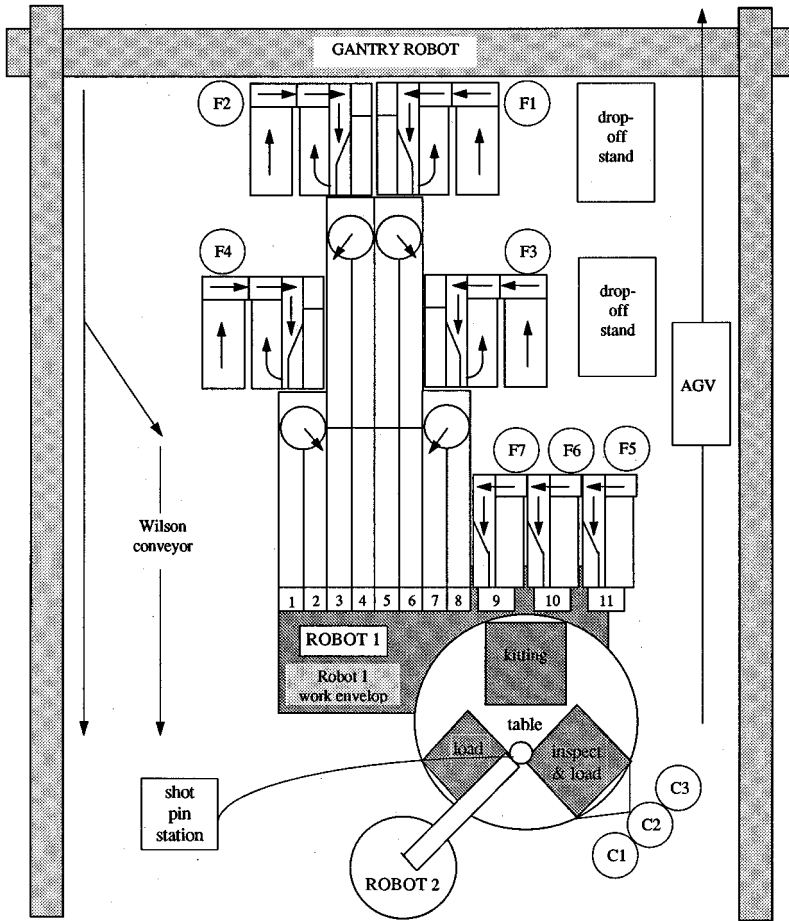 GANTRY ROBOT
F2
F1
drop-
off
stand
F4
F3
drop-
off
stand
AGV
F7
F6
F5
Wilson
conveyor
1
2
3
4
5
6
7
8
9
10
11
ROBOT 1
kitting
Robot 1
work envelop
table
load
inspect
& load
shot
pin
station
C3
C2
C1
ROBOT 2